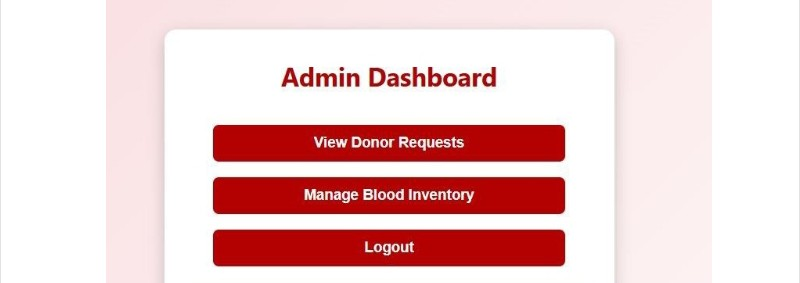 Admin Dashboard
View Donor Requests
Manage Blood Inventory
Logout